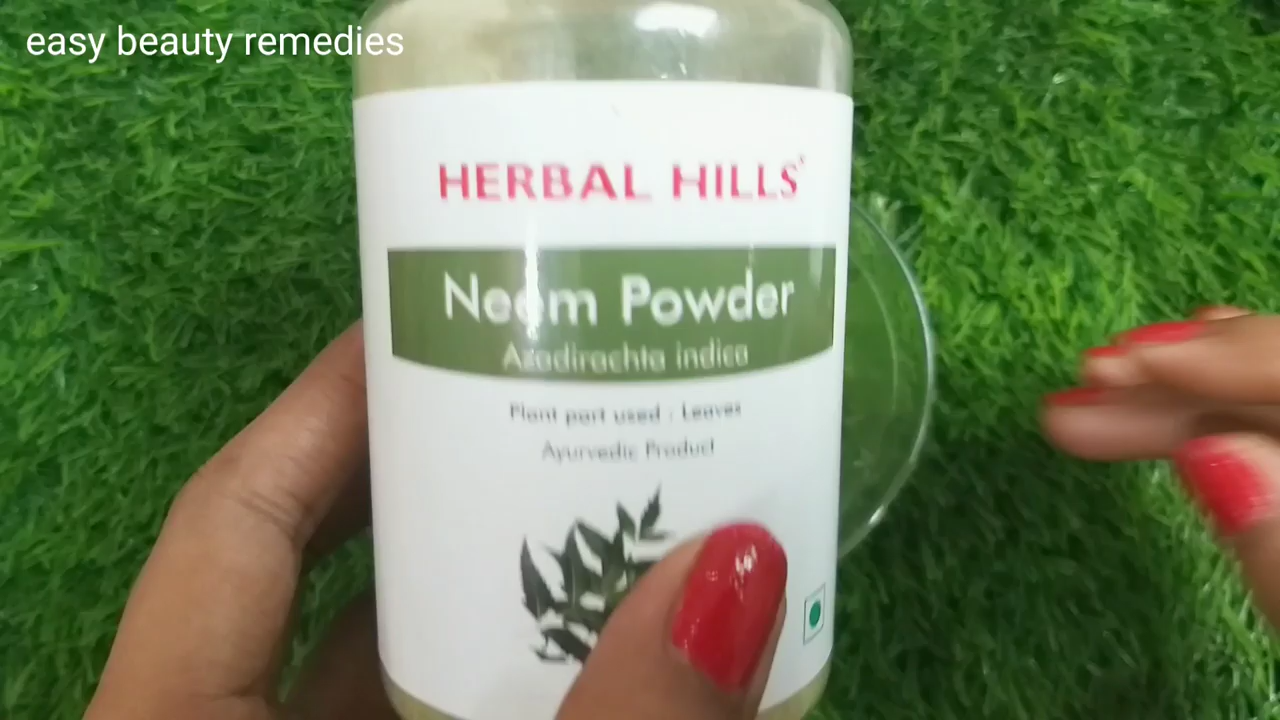 easy beauty remedies
HERBAL HILLS
Neem Powder
Azadirachta indica
Plant part used : Leaves
Ayurvedic Product